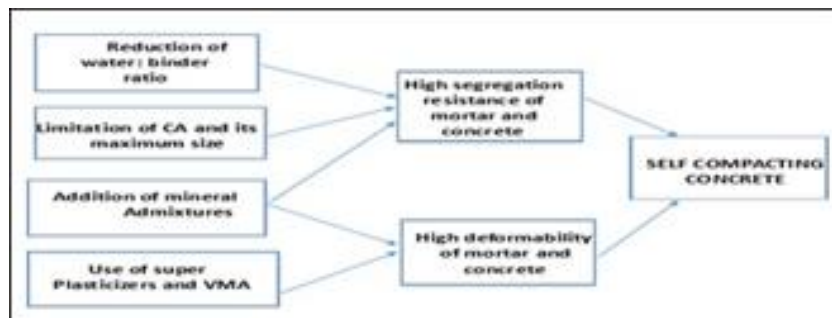 Reduction of
water: binder
ratio
Limitation of CA and its
maximum size
Addition of mineral
Admixtures
Use of super
Plasticizers and VMA
High segregation
resistance of
mortar and
concrete
High deformability
of mortar and
concrete
SELF COMPACTING
CONCRETE